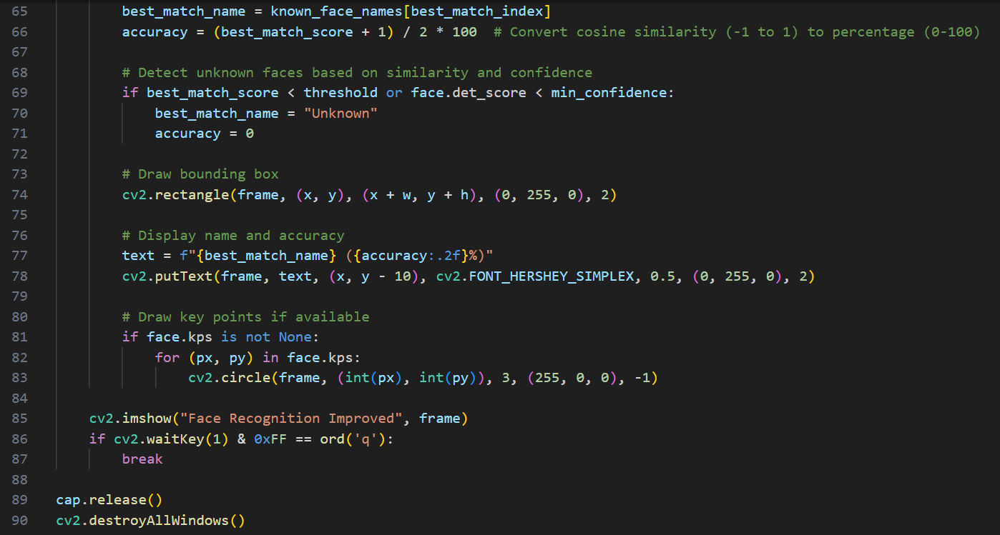 65 best_match_name = known_face_names[best_match_index]
66 accuracy = (best_match_score + 1) / 2 * 100  # Convert cosine similarity (-1 to 1) to percentage (0-100)
67
68 # Detect unknown faces based on similarity and confidence
69 if best_match_score < threshold or face.det_score < min_confidence:
70     best_match_name = "Unknown"
71     accuracy = 0
72
73 # Draw bounding box
74 cv2.rectangle(frame, (x, y), (x + w, y + h), (0, 255, 0), 2)
75
76 # Display name and accuracy
77 text = f"{best_match_name} ({accuracy:.2f}%)"
78 cv2.putText(frame, text, (x, y - 10), cv2.FONT_HERSHEY_SIMPLEX, 0.5, (0, 255, 0), 2)
79
80 # Draw key points if available
81 if face.kps is not None:
82     for (px, py) in face.kps:
83         cv2.circle(frame, (int(px), int(py)), 3, (255, 0, 0), -1)
84
85 cv2.imshow("Face Recognition Improved", frame)
86 if cv2.waitKey(1) & 0xFF == ord('q'):
87     break
88
89 cap.release()
90 cv2.destroyAllWindows()